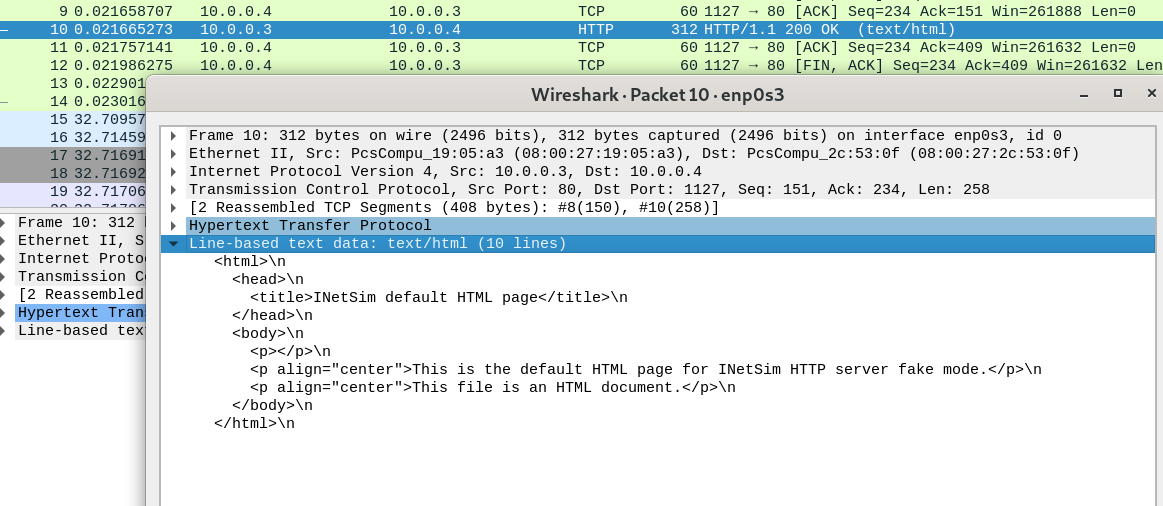 9 0.021658707 10.0.0.4 10.0.0.3 TCP 60 1127 → 80 [ACK] Seq=234 Ack=151 Win=261888 Len=0
10 0.021665273 10.0.0.3 10.0.0.4 HTTP 312 HTTP/1.1 200 OK (text/html)
11 0.021757141 10.0.0.4 10.0.0.3 TCP 60 1127 → 80 [ACK] Seq=234 Ack=409 Win=261632 Len=0
12 0.021986275 10.0.0.4 10.0.0.3 TCP 60 1127 → 80 [FIN, ACK] Seq=234 Ack=409 Win=261632 Len
13 0.022901
14 0.023016
15 32.70957
16 32.71459
17 32.71691
18 32.71692
19 32.71706
Frame 10: 312
Ethernet II, S
Internet Proto
Transmission C
[2 Reassembled
Hypertext Tran
Line-based tex
Wireshark · Packet 10 · enp0s3
Frame 10: 312 bytes on wire (2496 bits), 312 bytes captured (2496 bits) on interface enp0s3, id 0
Ethernet II, Src: PcsCompu_19:05:a3 (08:00:27:19:05:a3), Dst: PcsCompu_2c:53:0f (08:00:27:2c:53:0f)
Internet Protocol Version 4, Src: 10.0.0.3, Dst: 10.0.0.4
Transmission Control Protocol, Src Port: 80, Dst Port: 1127, Seq: 151, Ack: 234, Len: 258
[2 Reassembled TCP Segments (408 bytes): #8(150), #10(258)]
Hypertext Transfer Protocol
Line-based text data: text/html (10 lines)
<html>\n
<head>\n
<title>INetSim default HTML page</title>\n
</head>\n
<body>\n
<p></p>\n
<p align="center">This is the default HTML page for INetSim HTTP server fake mode.</p>\n
<p align="center">This file is an HTML document.</p>\n
</body>\n
</html>\n